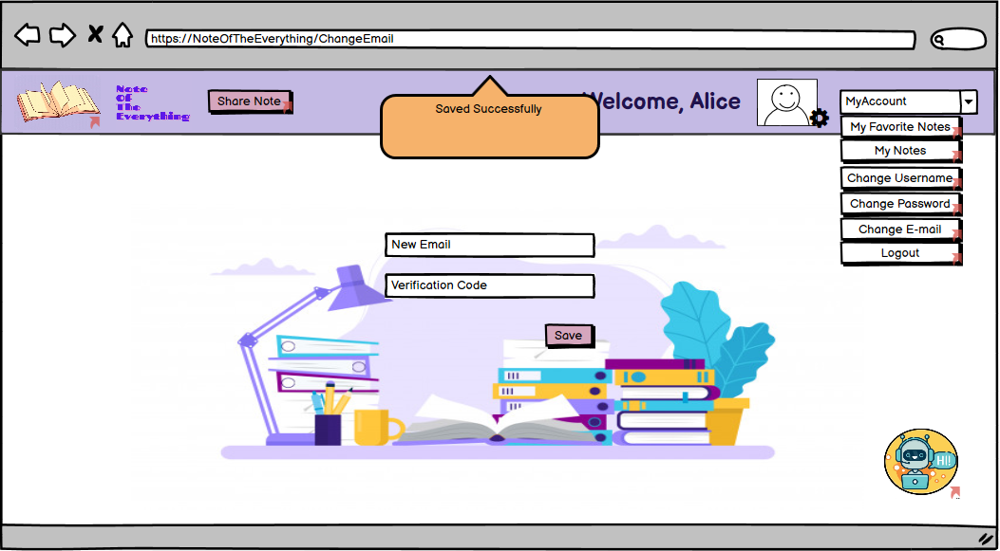 https://NoteOfTheEverything/ChangeEmail
Note
Of
The
Everything
Share Note
Saved Successfully
Welcome, Alice
MyAccount
My Favorite Notes
My Notes
Change Username
Change Password
Change E-mail
Logout
New Email
Verification Code
Save
Hi!